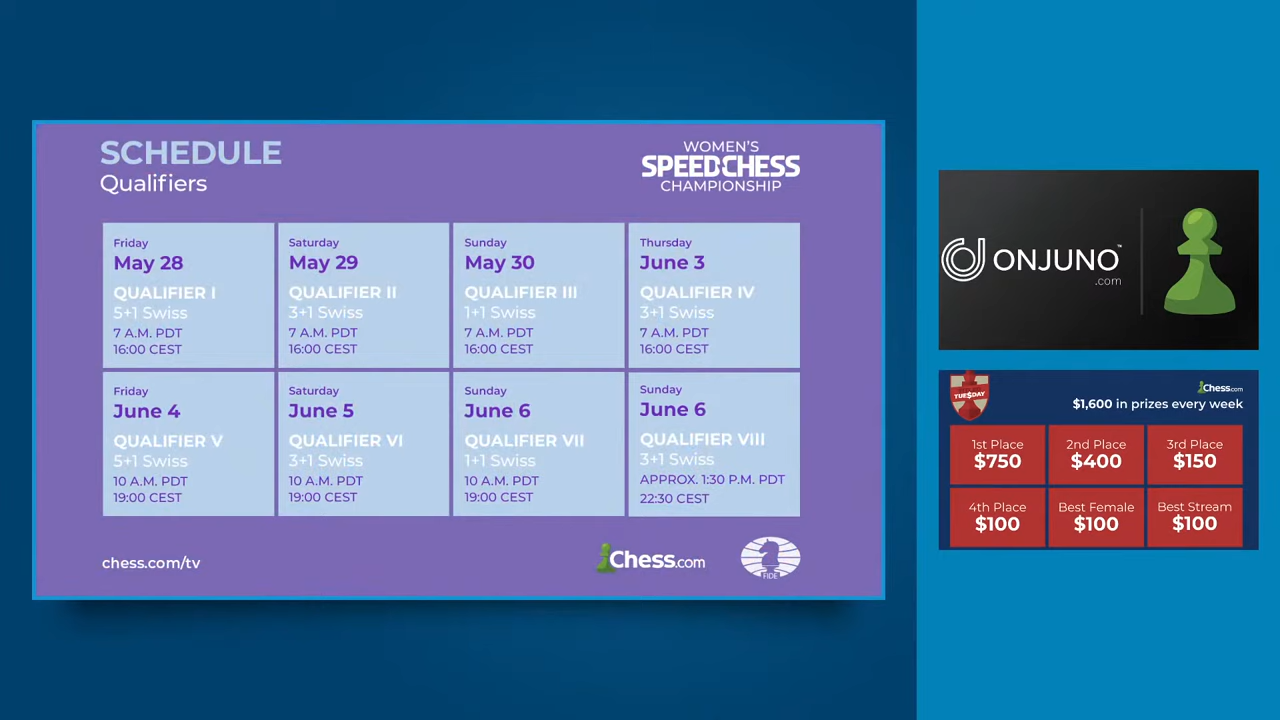 SCHEDULE
Qualifiers
WOMEN'S
SPEEDCHESS
CHAMPIONSHIP
Friday
May 28
QUALIFIER I
5+1 Swiss
7 A.M. PDT
16:00 CEST
Saturday
May 29
QUALIFIER II
3+1 Swiss
7 A.M. PDT
16:00 CEST
Sunday
May 30
QUALIFIER III
1+1 Swiss
7 A.M. PDT
16:00 CEST
Thursday
June 3
QUALIFIER IV
3+1 Swiss
7 A.M. PDT
16:00 CEST
Friday
June 4
QUALIFIER V
5+1 Swiss
10 A.M. PDT
19:00 CEST
Saturday
June 5
QUALIFIER VI
3+1 Swiss
10 A.M. PDT
19:00 CEST
Sunday
June 6
QUALIFIER VII
1+1 Swiss
10 A.M. PDT
19:00 CEST
Sunday
June 6
QUALIFIER VIII
3+1 Swiss
APPROX. 1:30 P.M. PDT
22:30 CEST
chess.com/tv
Chess.com
FIDE
ONJUNO™
.com
TUE$DAY
Chess.com
$1,600 in prizes every week
1st Place
$750
2nd Place
$400
3rd Place
$150
4th Place
$100
Best Female
$100
Best Stream
$100